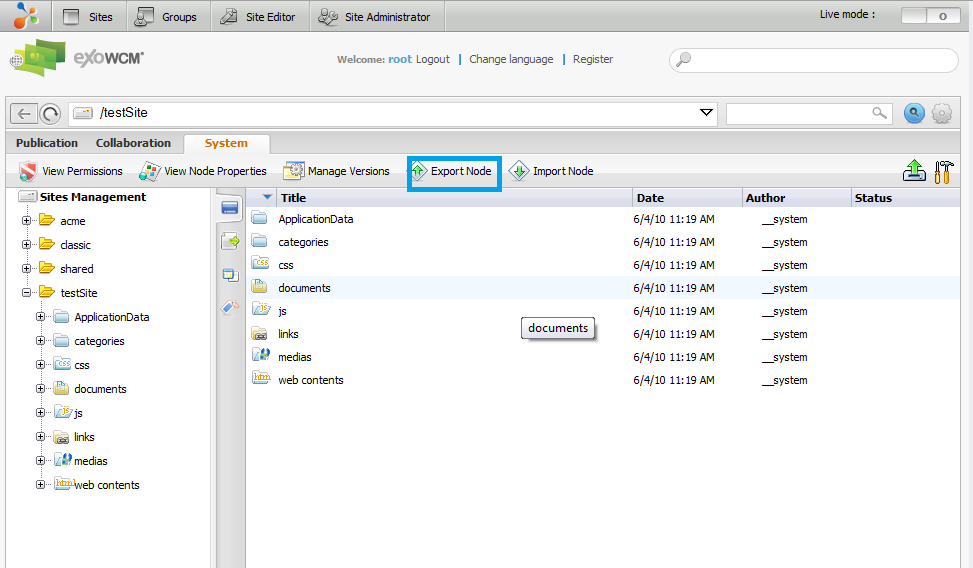 Sites Groups Site Editor Site Administrator Live mode : O
exoWCM Welcome: root Logout | Change language | Register
/testSite
Publication Collaboration System
View Permissions View Node Properties Manage Versions Export Node Import Node
Sites Management
acme
classic
shared
testSite
ApplicationData
categories
css
documents
js
links
medias
web contents
Title Date Author Status
ApplicationData 6/4/10 11:19 AM __system
categories 6/4/10 11:19 AM __system
css css 6/4/10 11:19 AM __system
documents 6/4/10 11:19 AM __system
js 6/4/10 11:19 AM __system
documents
links 6/4/10 11:19 AM __system
medias 6/4/10 11:19 AM __system
htm web contents 6/4/10 11:19 AM __system